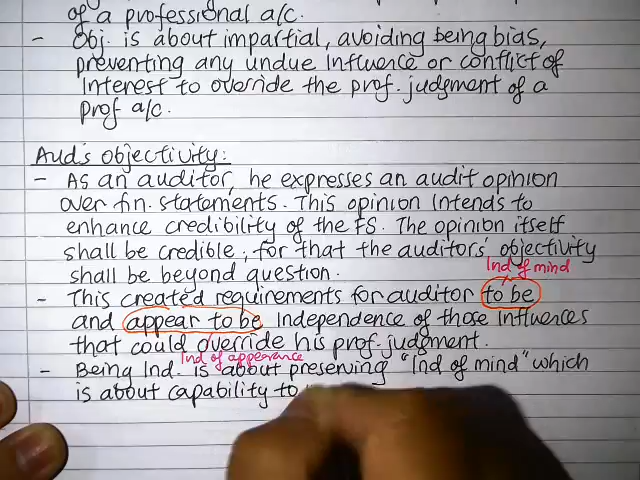 of a professional a/c.
- Obj. is about impartial, avoiding being bias,
preventing any undue influence or conflict of
interest to override the prof. judgment of a
prof a/c.
Aud's objectivity:
- As an auditor, he expresses an audit opinion
over fin. statements. This opinion intends to
enhance credibility of the FS. The opinion itself
shall be credible, for that the auditors' objectivity
shall be beyond question.
Ind of mind
- This created requirements for auditor to be
and appear to be independence of those influences
that could override his prof. judgment.
Ind of appearence
- Being Ind. is about preserving "Ind of mind" which
is about capability to